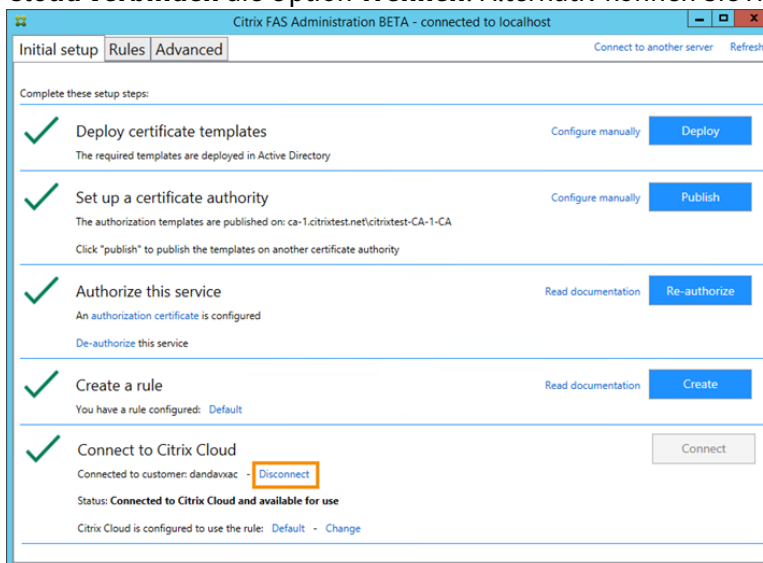 Citrix FAS Administration BETA - connected to localhost
Initial setup Rules Advanced Connect to another server Refresh
Complete these setup steps:
Deploy certificate templates Configure manually Deploy
The required templates are deployed in Active Directory
Set up a certificate authority Configure manually Publish
The authorization templates are published on: ca-1.citrixtest.net\citrixtest-CA-1-CA
Click "publish" to publish the templates on another certificate authority
Authorize this service Read documentation Re-authorize
An authorization certificate is configured
De-authorize this service
Create a rule Read documentation Create
You have a rule configured: Default
Connect to Citrix Cloud Connect
Connected to customer: dandavxac - Disconnect
Status: Connected to Citrix Cloud and available for use
Citrix Cloud is configured to use the rule: Default - Change